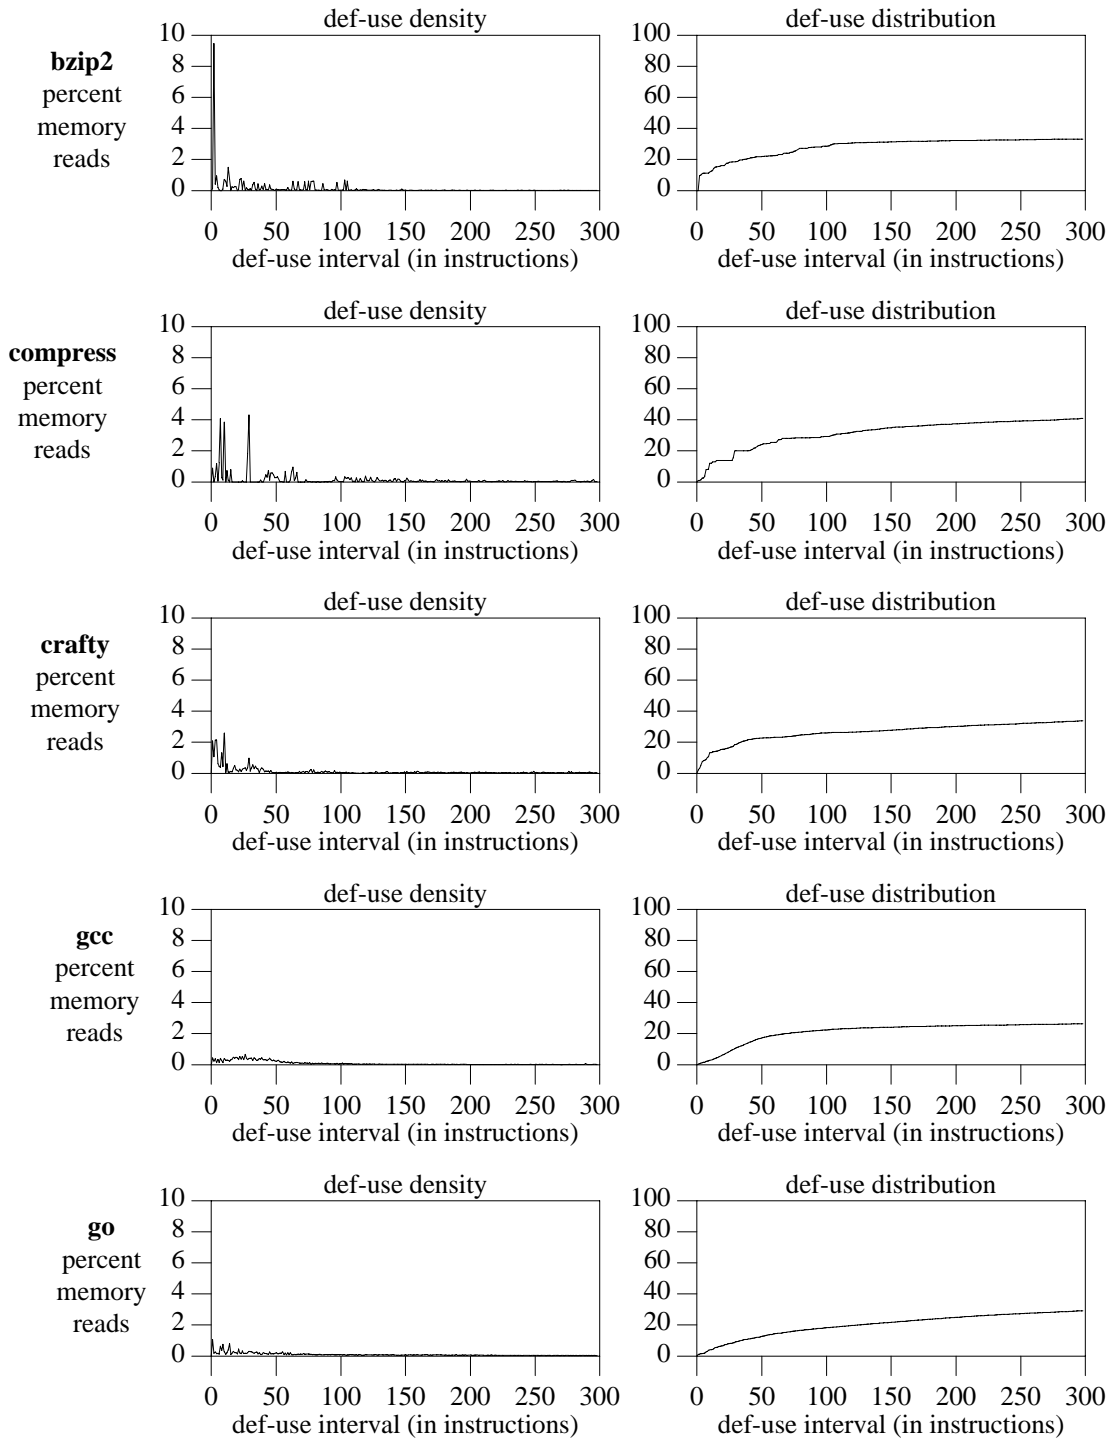 def-use density
def-use distribution
bzip2
percent
memory
reads
10
8
6
4
2
0
0 50 100 150 200 250 300
def-use interval (in instructions)
100
80
60
40
20
0
0 50 100 150 200 250 300
def-use interval (in instructions)
def-use density
def-use distribution
compress
percent
memory
reads
10
8
6
4
2
0
0 50 100 150 200 250 300
def-use interval (in instructions)
100
80
60
40
20
0
0 50 100 150 200 250 300
def-use interval (in instructions)
def-use density
def-use distribution
crafty
percent
memory
reads
10
8
6
4
2
0
0 50 100 150 200 250 300
def-use interval (in instructions)
100
80
60
40
20
0
0 50 100 150 200 250 300
def-use interval (in instructions)
def-use density
def-use distribution
gcc
percent
memory
reads
10
8
6
4
2
0
0 50 100 150 200 250 300
def-use interval (in instructions)
100
80
60
40
20
0
0 50 100 150 200 250 300
def-use interval (in instructions)
def-use density
def-use distribution
go
percent
memory
reads
10
8
6
4
2
0
0 50 100 150 200 250 300
def-use interval (in instructions)
100
80
60
40
20
0
0 50 100 150 200 250 300
def-use interval (in instructions)